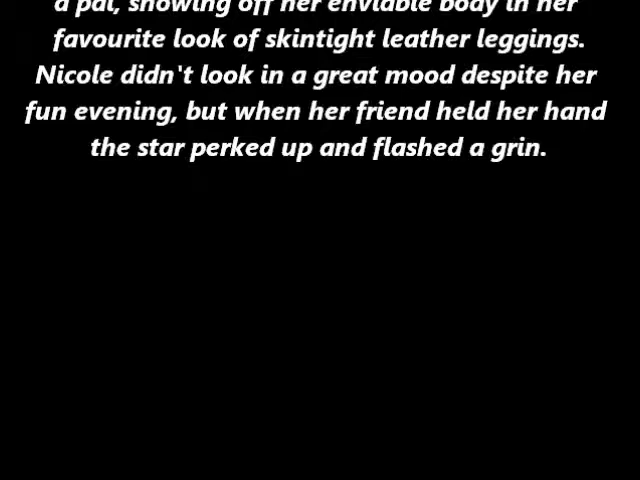 a pal, showing off her enviable body in her
favourite look of skintight leather leggings.
Nicole didn't look in a great mood despite her
fun evening, but when her friend held her hand
the star perked up and flashed a grin.